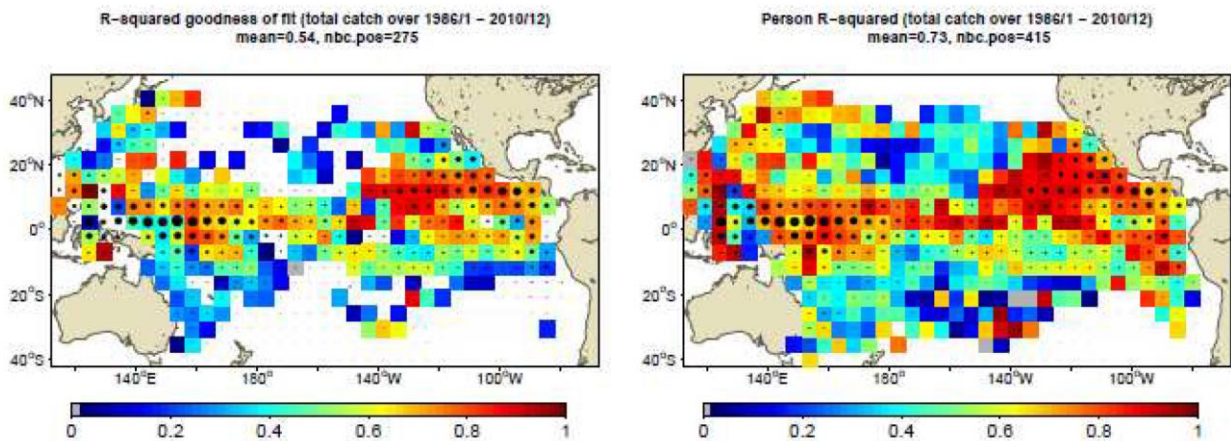 R-squared goodness of fit (total catch over 1986/1 – 2010/12)
mean=0.54, nbc.pos=275
40°N
20°N
0°
20°S
40°S
140°E
180°
140°W
100°W
0
0.2
0.4
0.6
0.8
1
Person R-squared (total catch over 1986/1 – 2010/12)
mean=0.73, nbc.pos=415
40°N
20°N
0°
20°S
40°S
140°E
180°
140°W
100°W
0
0.2
0.4
0.6
0.8
1